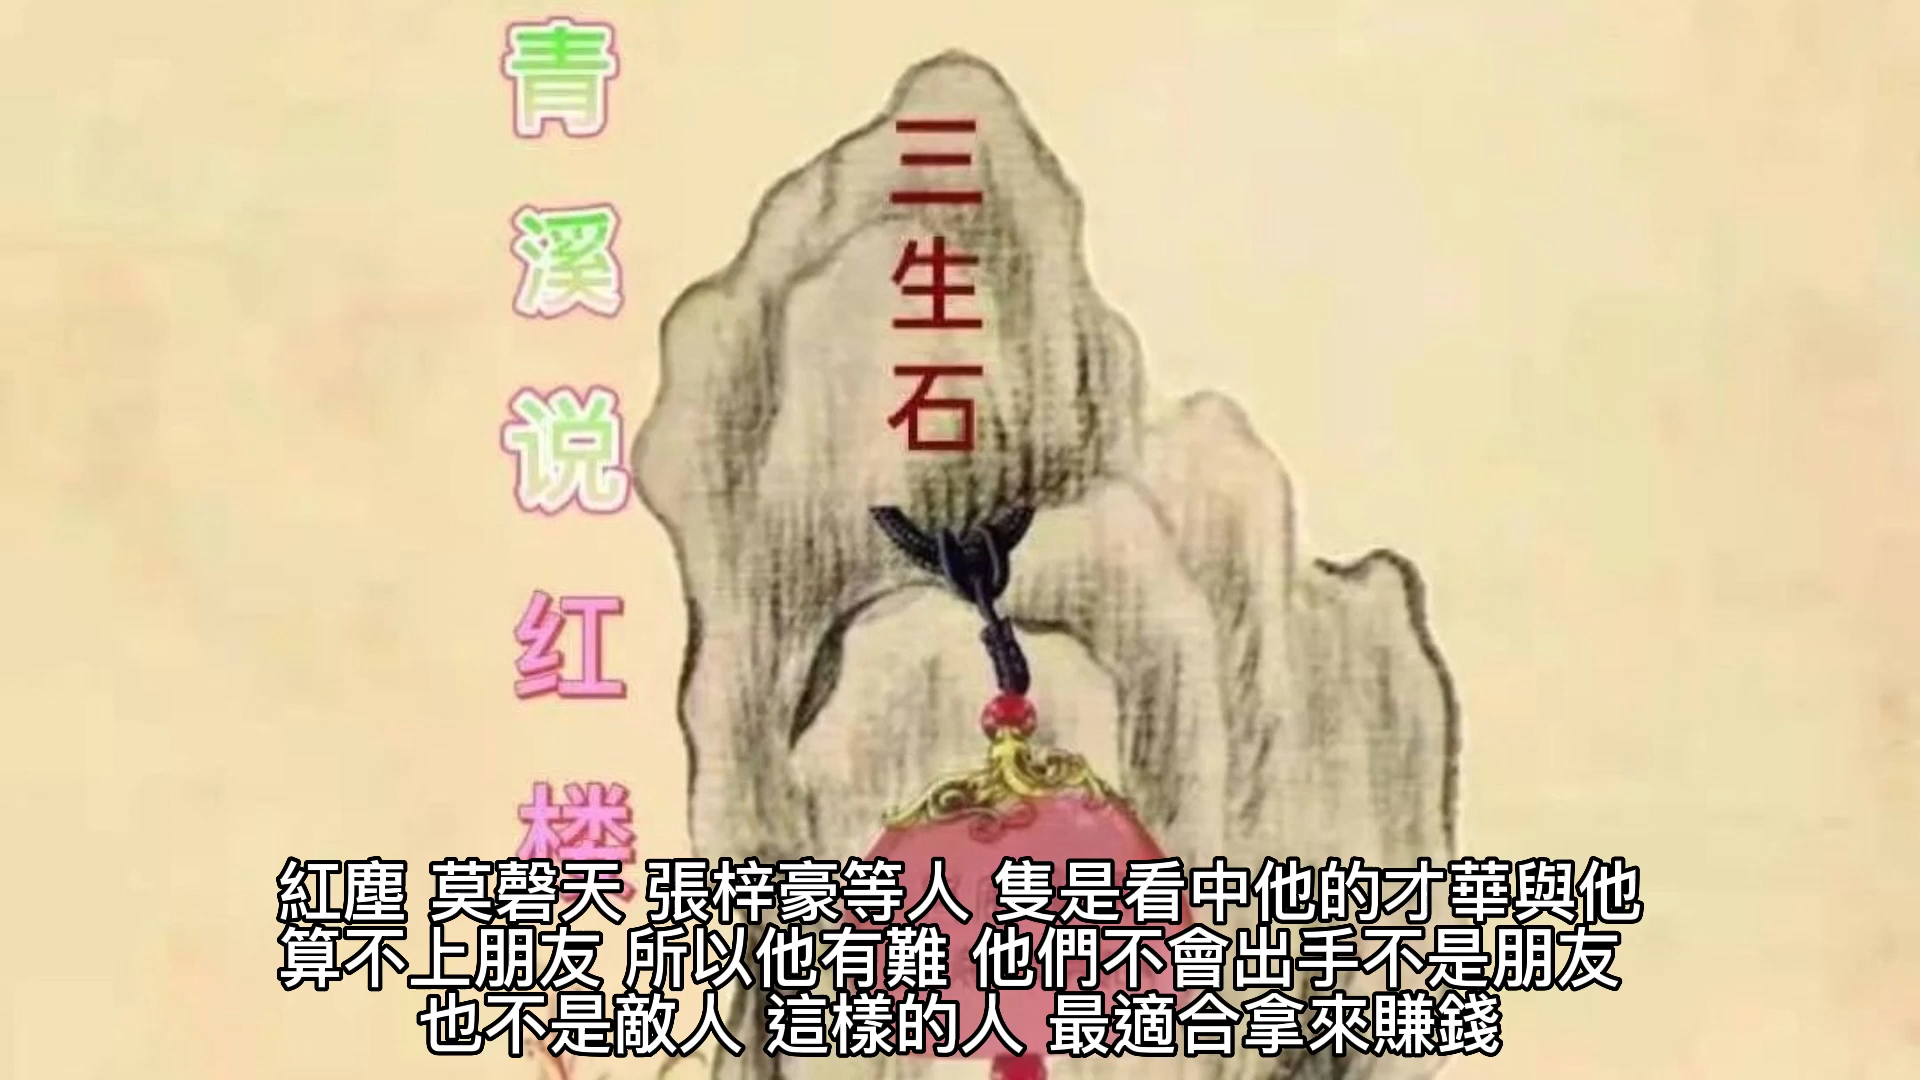 青溪说红楼
三生石
紅塵 莫磬天 張梓豪等人 隻是看中他的才華與他
算不上朋友 所以他有難 他們不會出手不是朋友
也不是敵人 這樣的人 最適合拿來賺錢